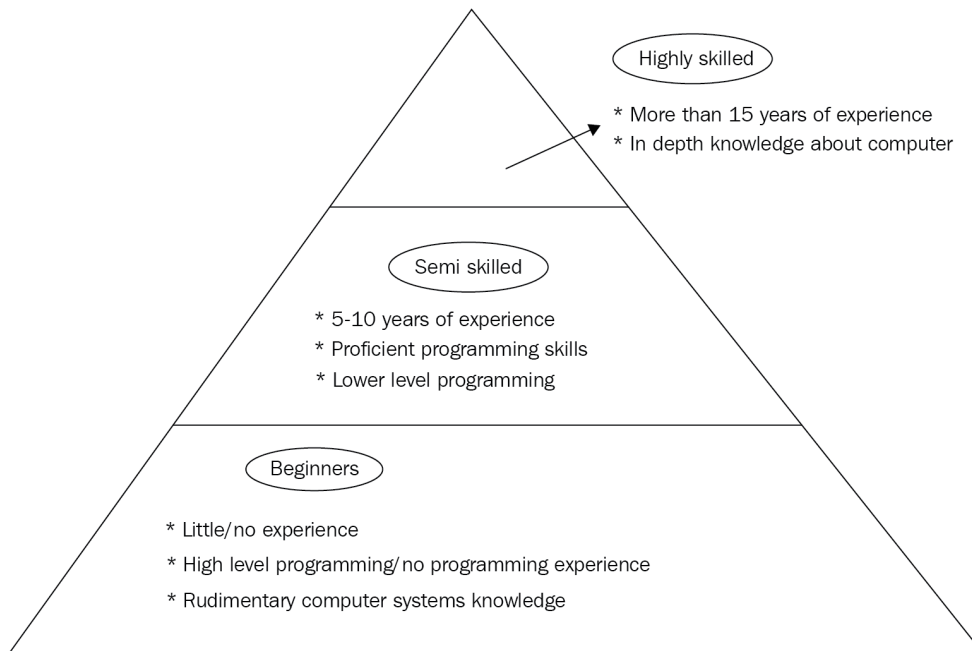 Highly skilled
* More than 15 years of experience
* In depth knowledge about computer
Semi skilled
* 5-10 years of experience
* Proficient programming skills
* Lower level programming
Beginners
* Little/no experience
* High level programming/no programming experience
* Rudimentary computer systems knowledge